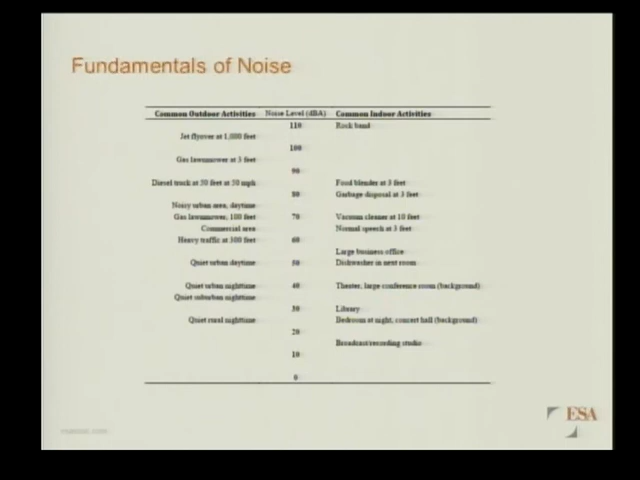 Fundamentals of Noise
Common Outdoor Activities Noise Level (dBA) Common Indoor Activities
110 Rock band
Jet flyover at 1,000 feet
100
Gas lawnmower at 3 feet
90
Diesel truck at 50 feet at 50 mph Food blender at 3 feet
80 Garbage disposal at 3 feet
Noisy urban area, daytime
Gas lawnmower, 100 feet 70 Vacuum cleaner at 10 feet
Commercial area Normal speech at 3 feet
Heavy traffic at 300 feet 60
Large business office
Quiet urban daytime 50 Dishwasher in next room
Quiet urban nighttime 40 Theater, large conference room (background)
Quiet suburban nighttime
30 Library
Quiet rural nighttime Bedroom at night, concert hall (background)
20
Broadcast/recording studio
10
0
ESA